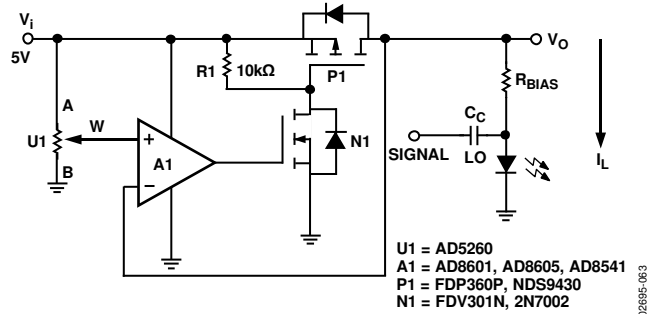 Vi
5V
A
U1
W
B
+
–
A1
R1
10kΩ
P1
N1
VO
RBIAS
CC
SIGNAL
LO
IL
U1 = AD5260
A1 = AD8601, AD8605, AD8541
P1 = FDP360P, NDS9430
N1 = FDV301N, 2N7002
02695-063